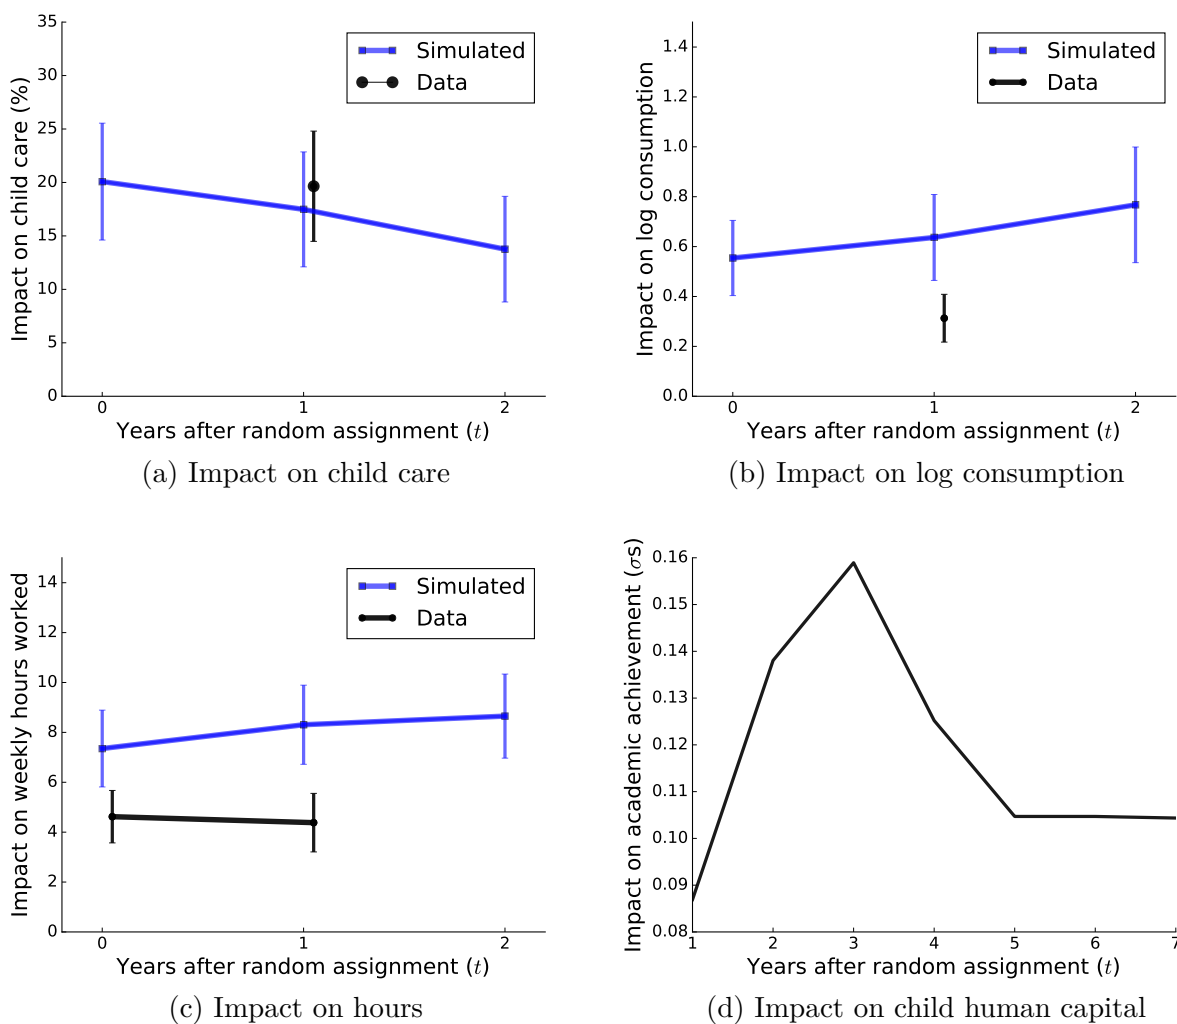 35
30
25
20
15
10
5
0
Impact on child care (%)
Simulated
Data
0 1 2
Years after random assignment (t)
(a) Impact on child care
1.4
1.2
1.0
0.8
0.6
0.4
0.2
0.0
Impact on log consumption
Simulated
Data
0 1 2
Years after random assignment (t)
(b) Impact on log consumption
14
12
10
8
6
4
2
0
Impact on weekly hours worked
Simulated
Data
0 1 2
Years after random assignment (t)
(c) Impact on hours
0.16
0.15
0.14
0.13
0.12
0.11
0.10
0.09
0.08
Impact on academic achievement (σs)
1 2 3 4 5 6 7
Years after random assignment (t)
(d) Impact on child human capital